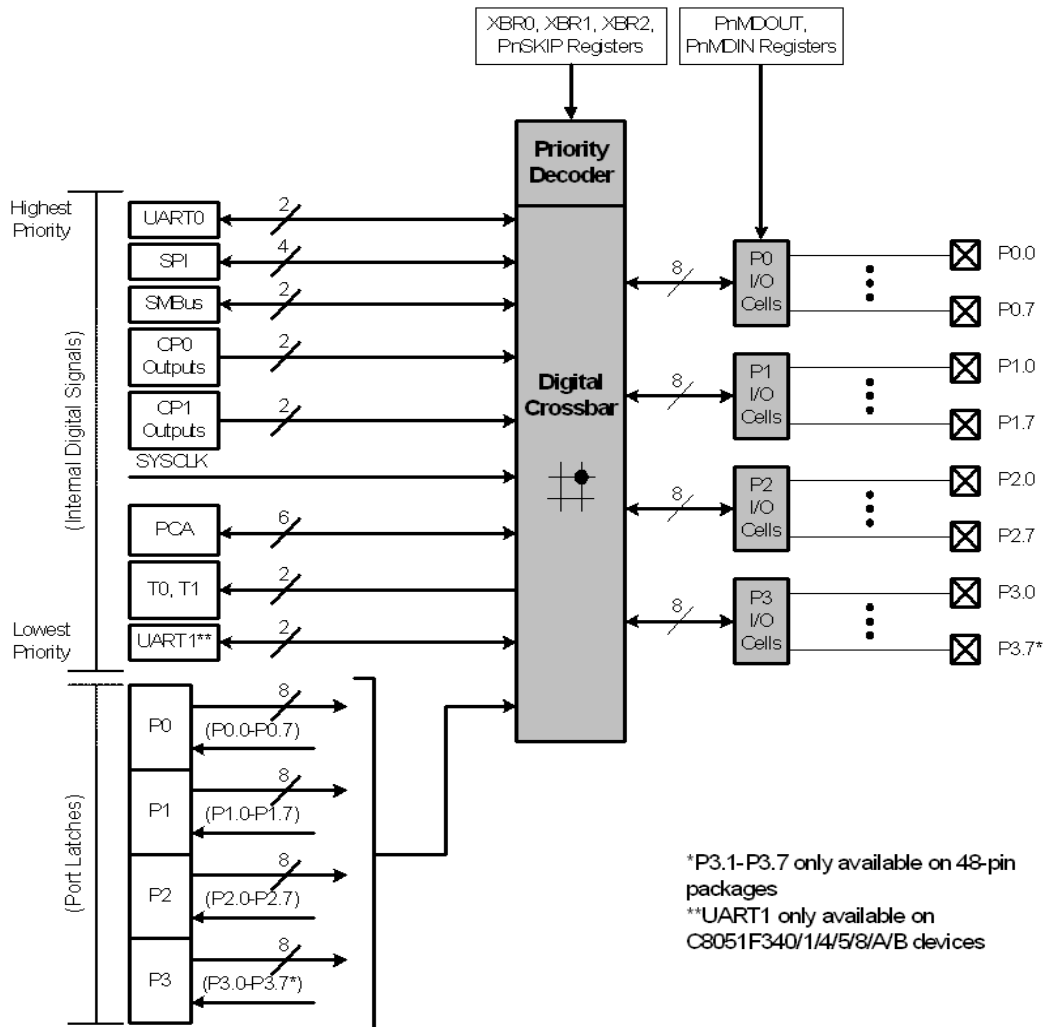 XBR0, XBR1, XBR2,
PnSKIP Registers
PnMDOUT,
PnMDIN Registers
Priority
Decoder
Highest
Priority
(Internal Digital Signals)
UART0
2
SPI
4
SMBus
2
CP0
Outputs
2
CP1
Outputs
2
SYSCLK
PCA
6
T0, T1
2
Lowest
Priority
UART1**
2
Digital
Crossbar
8
P0
I/O
Cells
P0.0
P0.7
8
P1
I/O
Cells
P1.0
P1.7
8
P2
I/O
Cells
P2.0
P2.7
8
P3
I/O
Cells
P3.0
P3.7*
(Port Latches)
P0
8
(P0.0-P0.7)
P1
8
(P1.0-P1.7)
P2
8
(P2.0-P2.7)
P3
8
(P3.0-P3.7*)
*P3.1-P3.7 only available on 48-pin
packages
**UART1 only available on
C8051F340/1/4/5/8/A/B devices